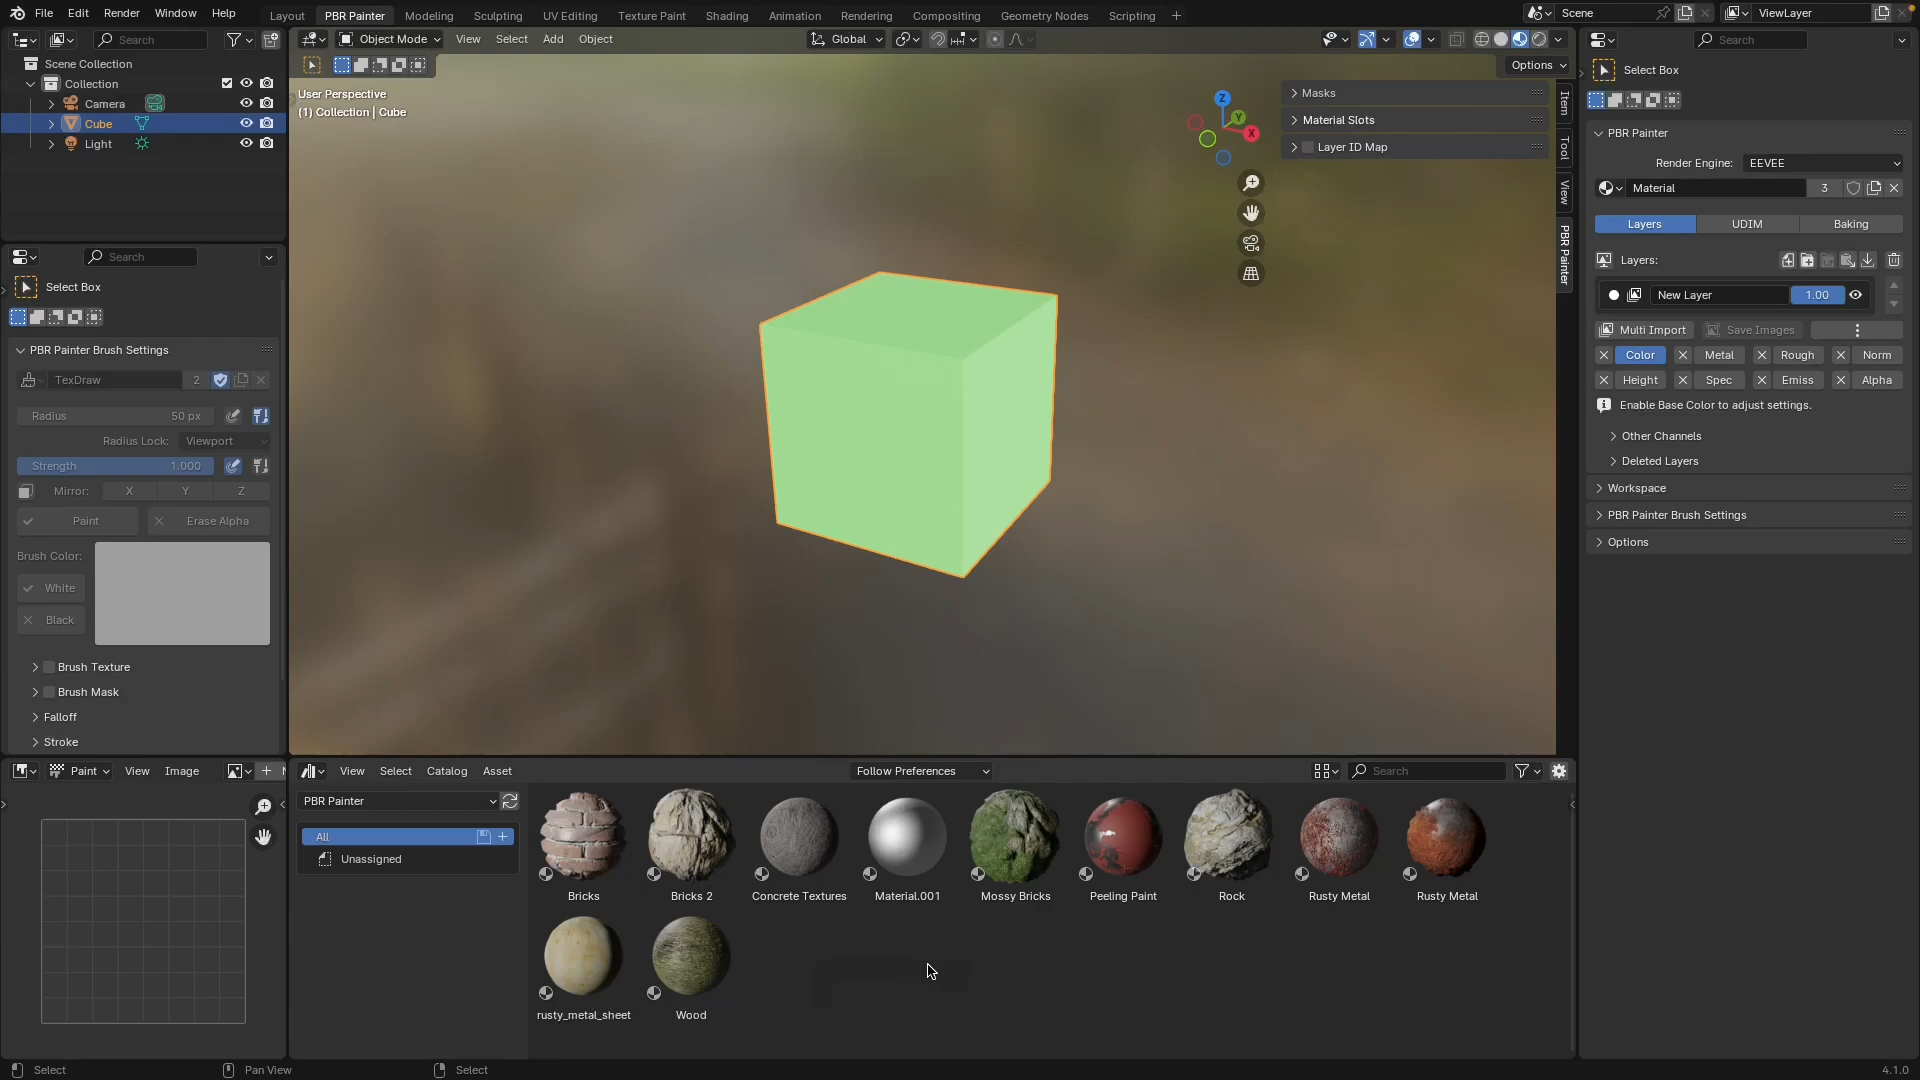 File Edit Render Window Help Layout PBR Painter Modeling Sculpting UV Editing Texture Paint Shading Animation Rendering Compositing Geometry Nodes Scripting + Scene ViewLayer
Search
Scene Collection
Collection
Camera
Cube
Light
Search
Select Box
PBR Painter Brush Settings
TexDraw 2
Radius 50 px
Radius Lock: Viewport
Strength 1.000
Mirror: X Y Z
Paint Erase Alpha
Brush Color:
White
Black
Brush Texture
Brush Mask
Falloff
Stroke
Paint View Image
Object Mode View Select Add Object Global
Options
User Perspective
(1) Collection | Cube
Z
Y
X
Masks
Material Slots
Layer ID Map
Item
Tool
View
PBR Painter
View Select Catalog Asset Follow Preferences Search
PBR Painter
All
Unassigned
Bricks Bricks 2 Concrete Textures Material.001 Mossy Bricks Peeling Paint Rock Rusty Metal Rusty Metal
rusty_metal_sheet Wood
Search
Select Box
PBR Painter
Render Engine: EEVEE
Material 3
Layers UDIM Baking
Layers:
New Layer 1.00
Multi Import Save Images
Color Metal Rough Norm
Height Spec Emiss Alpha
Enable Base Color to adjust settings.
Other Channels
Deleted Layers
Workspace
PBR Painter Brush Settings
Options
Select Pan View Select 4.1.0